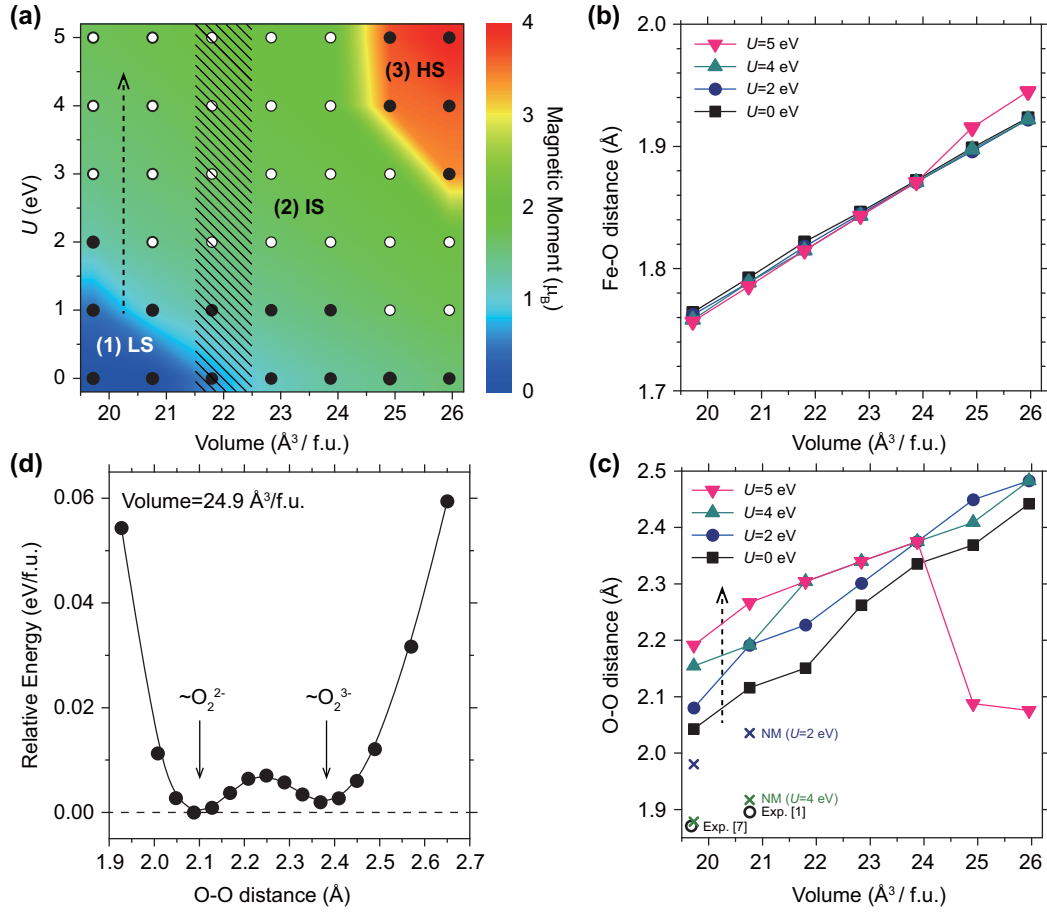 (a)
5
4
3
2
1
0
U (eV)
(3) HS
(2) IS
(1) LS
20 21 22 23 24 25 26
Volume (Å³ / f.u.)
4
3
2
1
0
Magnetic Moment (μB)
(b)
2.0
1.9
1.8
1.7
Fe-O distance (Å)
U=5 eV
U=4 eV
U=2 eV
U=0 eV
20 21 22 23 24 25 26
Volume (Å³ / f.u.)
(d)
0.06
0.04
0.02
0.00
Relative Energy (eV/f.u.)
Volume=24.9 Å³/f.u.
~O₂²⁻
~O₂³⁻
1.9 2.0 2.1 2.2 2.3 2.4 2.5 2.6 2.7
O-O distance (Å)
(c)
2.5
2.4
2.3
2.2
2.1
2.0
1.9
O-O distance (Å)
U=5 eV
U=4 eV
U=2 eV
U=0 eV
NM (U=2 eV)
NM (U=4 eV)
Exp. [1]
Exp. [7]
20 21 22 23 24 25 26
Volume (Å³ / f.u.)